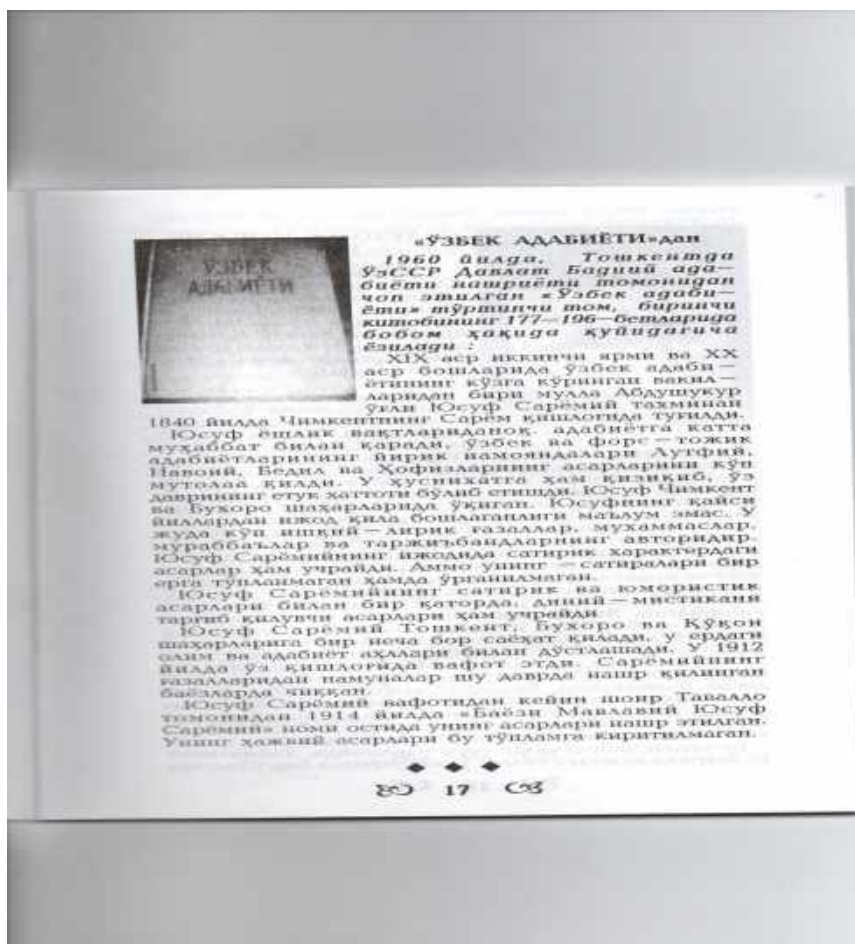 ЎЗБЕК
АДАБИЁТИ
«ЎЗБЕК АДАБИЁТИ»дан
1960 йилда, Тошкентда
ЎзССР Давлат Бадиий ада—
биёти нашриёти томонидан
чоп этилган «Ўзбек адаби—
ёти» тўртинчи том, биринчи
китобининг 177—196—бетларида
бобом ҳақида қуйидагича
ёзилади :
XIX аср иккинчи ярми ва XX
аср бошларида ўзбек адаби—
ётининг кўзга кўринган вакил—
ларидан бири мулла Абдушукур
ўғли Юсуф Сарёмий тахминан
1840 йилда Чимкентнинг Сарём қишлоғида туғилди.
Юсуф ёшлик вақтлариданоқ, адабиётга катта
муҳаббат билан қаради, ўзбек ва форс—тожик
адабиётларининг йирик намояндалари Лутфий,
Навоий, Бедил ва Ҳофизларнинг асарларини кўп
мутолаа қилди. У ҳуснихатга ҳам қизиқиб, ўз
даврининг етук хаттоти бўлиб етишди. Юсуф Чимкент
ва Бухоро шаҳарларида ўқиган. Юсуфнинг қайси
йиллардан ижод қила бошлаганлиги маълум эмас. У
жуда кўп ишқий—лирик ғазаллар, мухаммаслар,
мураббаълар ва таржиъбандларнинг авторидир.
Юсуф Сарёмийнинг ижодида сатирик характердаги
асарлар ҳам учрайди. Аммо унинг —сатиралари бир
ерга тўпланмаган ҳамда ўрганилмаган.
Юсуф Сарёмийнинг сатирик ва юмористик
асарлари билан бир қаторда, диний—мистикани
тарғиб қилувчи асарлари ҳам учрайди.
Юсуф Сарёмий Тошкент, Бухоро ва Қўқон
шаҳарларига бир неча бор саёҳат қилади, у ердаги
олим ва адабиёт аҳллари билан дўстлашади. У 1912
йилда ўз қишлоғида вафот этди. Сарёмийнинг
ғазалларидан намуналар шу даврда нашр қилинган
баёзларда чиққан.
Юсуф Сарёмий вафотидан кейин шоир Тавалло
томонидан 1914 йилда «Баёзи Мавлавий Юсуф
Сарёмий» номи остида унинг асарлари нашр этилган.
Унинг ҳажвий асарлари бу тўпламга киритилмаган.
17